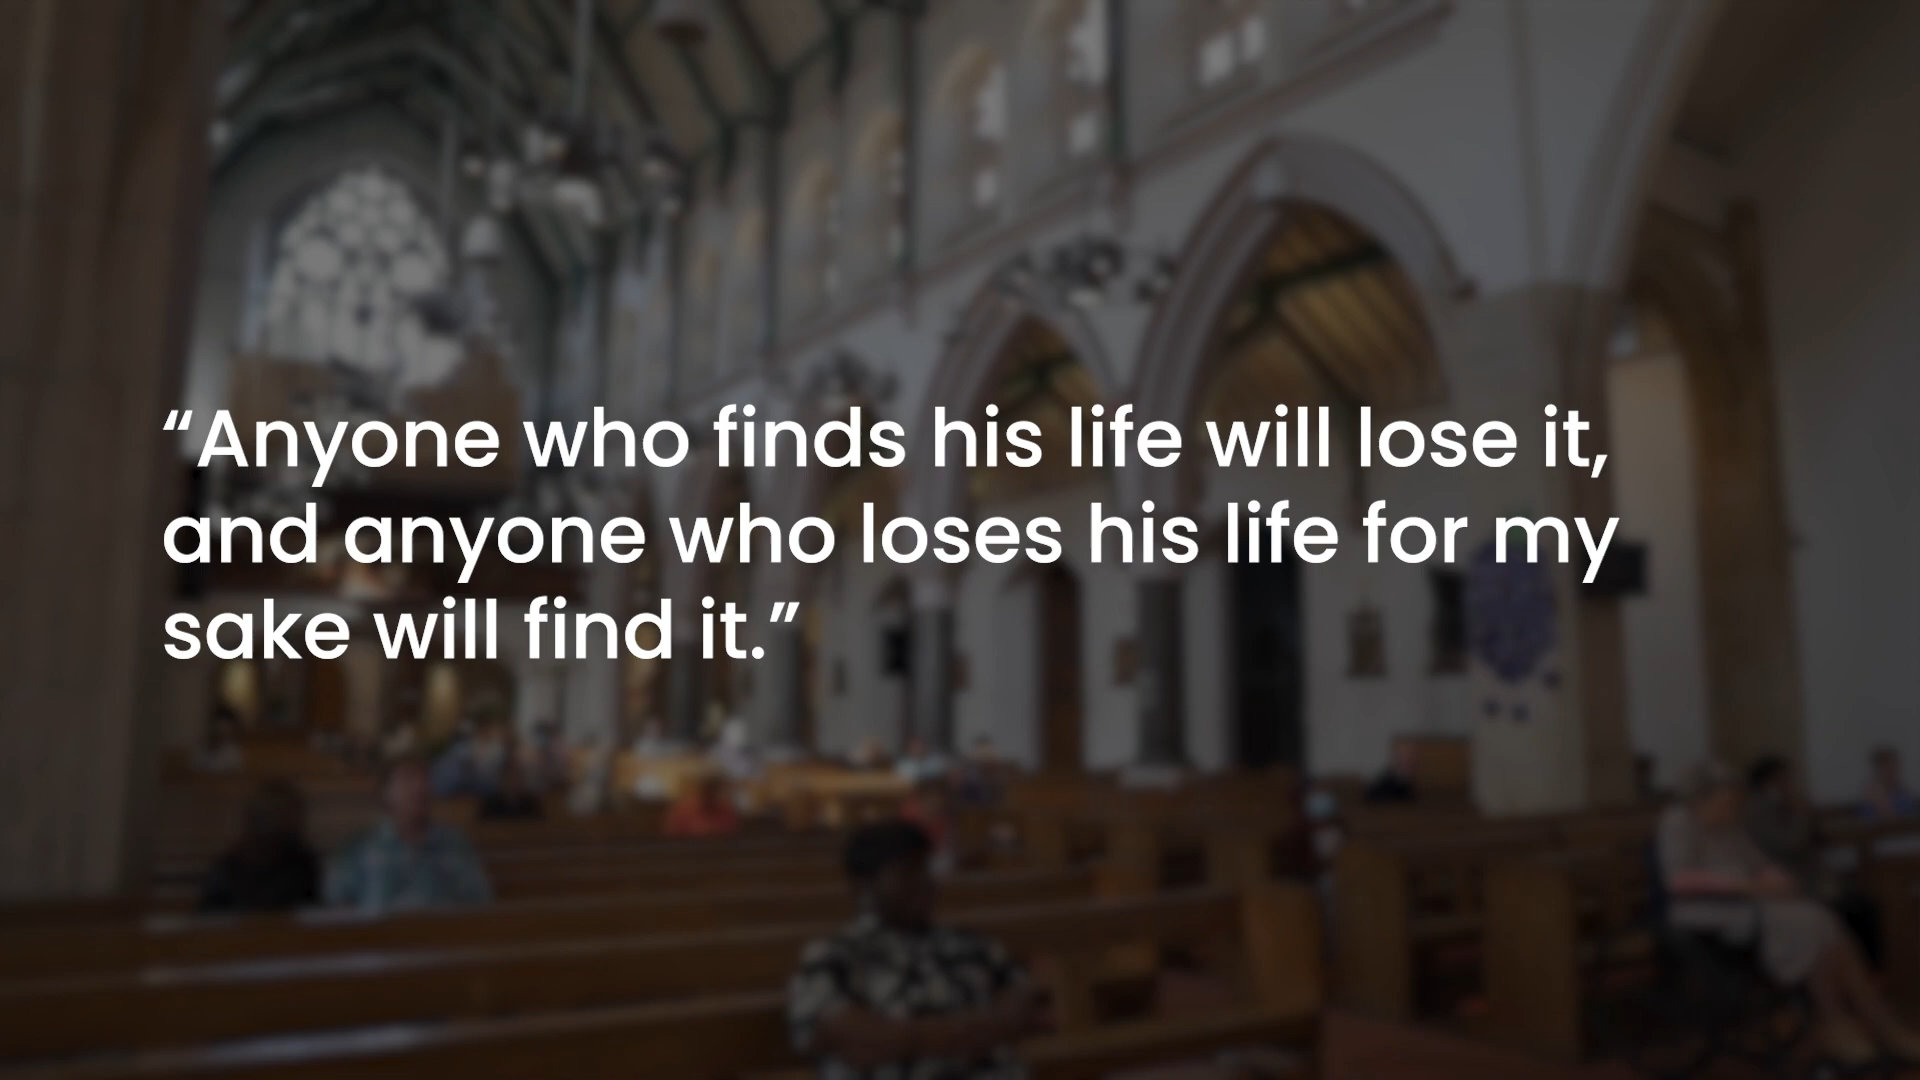 “Anyone who finds his life will lose it,
and anyone who loses his life for my
sake will find it.”